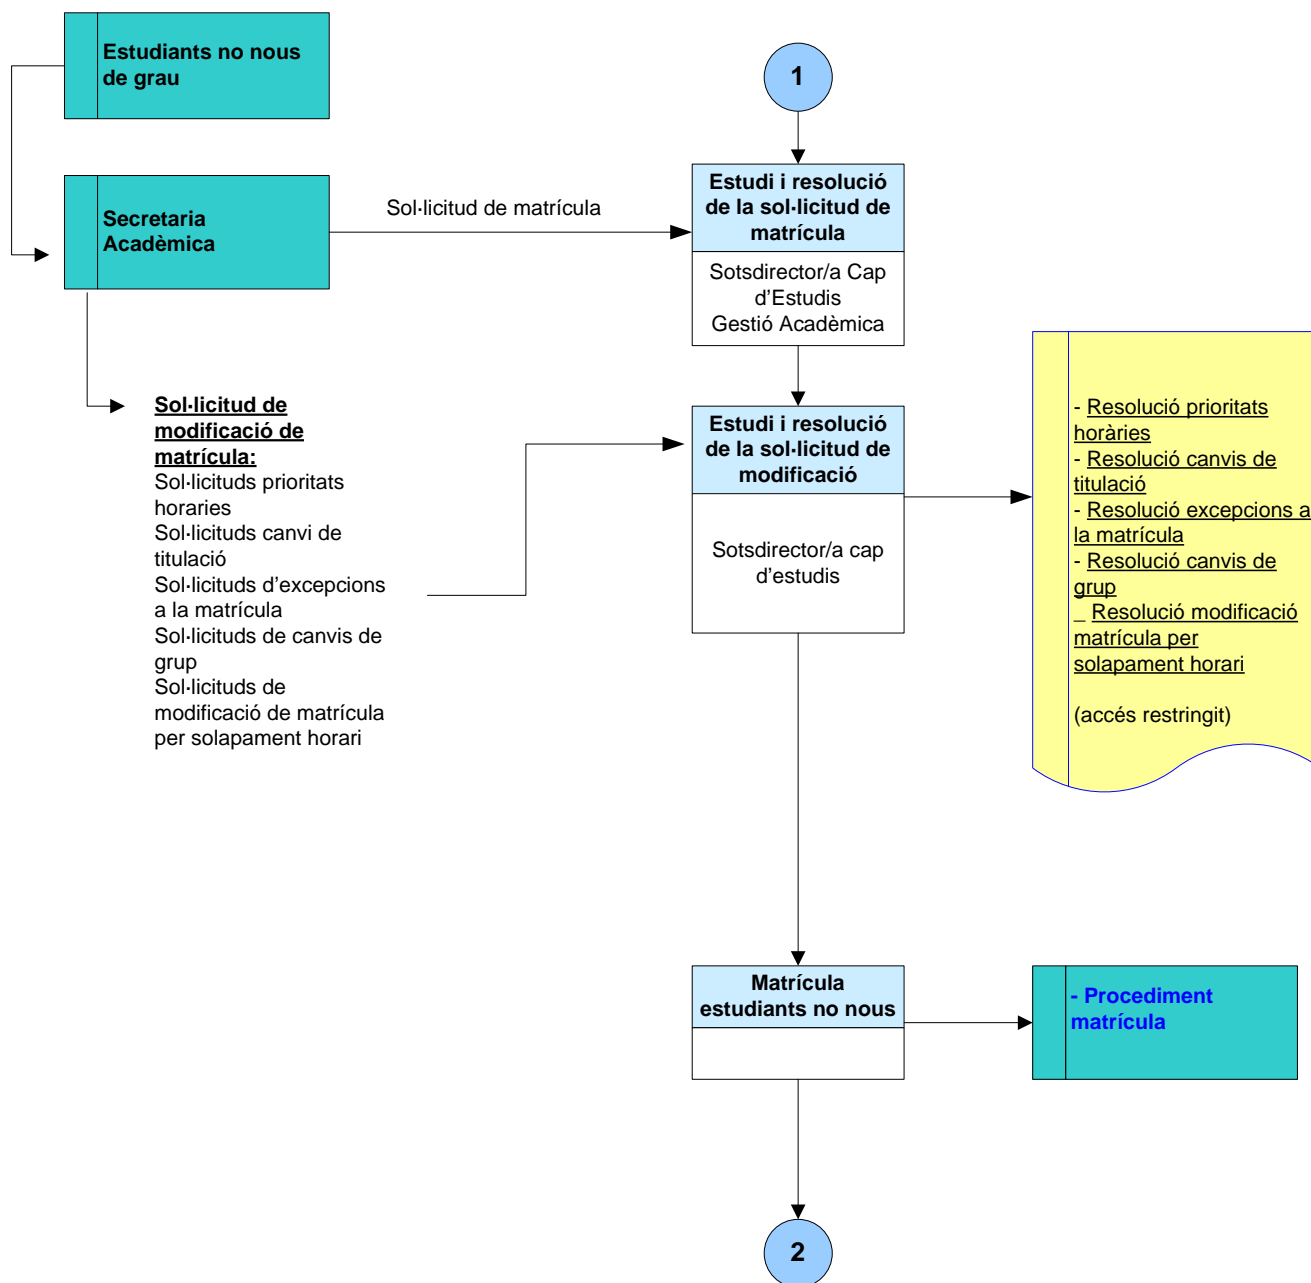 Estudiants no nous
de grau
1
Secretaria
Acadèmica
Sol·licitud de matrícula
Estudi i resolució
de la sol·licitud de
matrícula
Sotsdirector/a Cap
d’Estudis
Gestió Acadèmica
Sol·licitud de
modificació de
matrícula:
Sol·licituds prioritats
horaries
Sol·licituds canvi de
titulació
Sol·licituds d’excepcions
a la matrícula
Sol·licituds de canvis de
grup
Sol·licituds de
modificació de matrícula
per solapament horari
Estudi i resolució
de la sol·licitud de
modificació
Sotsdirector/a cap
d’estudis
- Resolució prioritats
horàries
- Resolució canvis de
titulació
- Resolució excepcions a
la matrícula
- Resolució canvis de
grup
_ Resolució modificació
matrícula per
solapament horari
(accés restringit)
Matrícula
estudiants no nous
- Procediment
matrícula
2